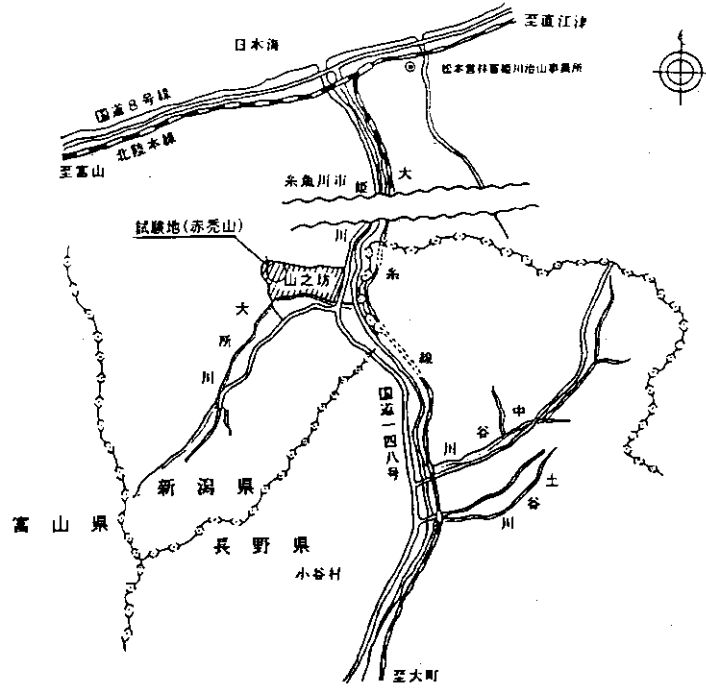 至直江津
日本海
松本営林署姫川治山事業所
国道8号線
北陸本線
至富山
糸魚川市
姫川
大糸線
試験地(赤禿山)
山之坊
大所川
国道一四八号
中谷川
土谷川
新潟県
富山県
長野県
小谷村
至大町